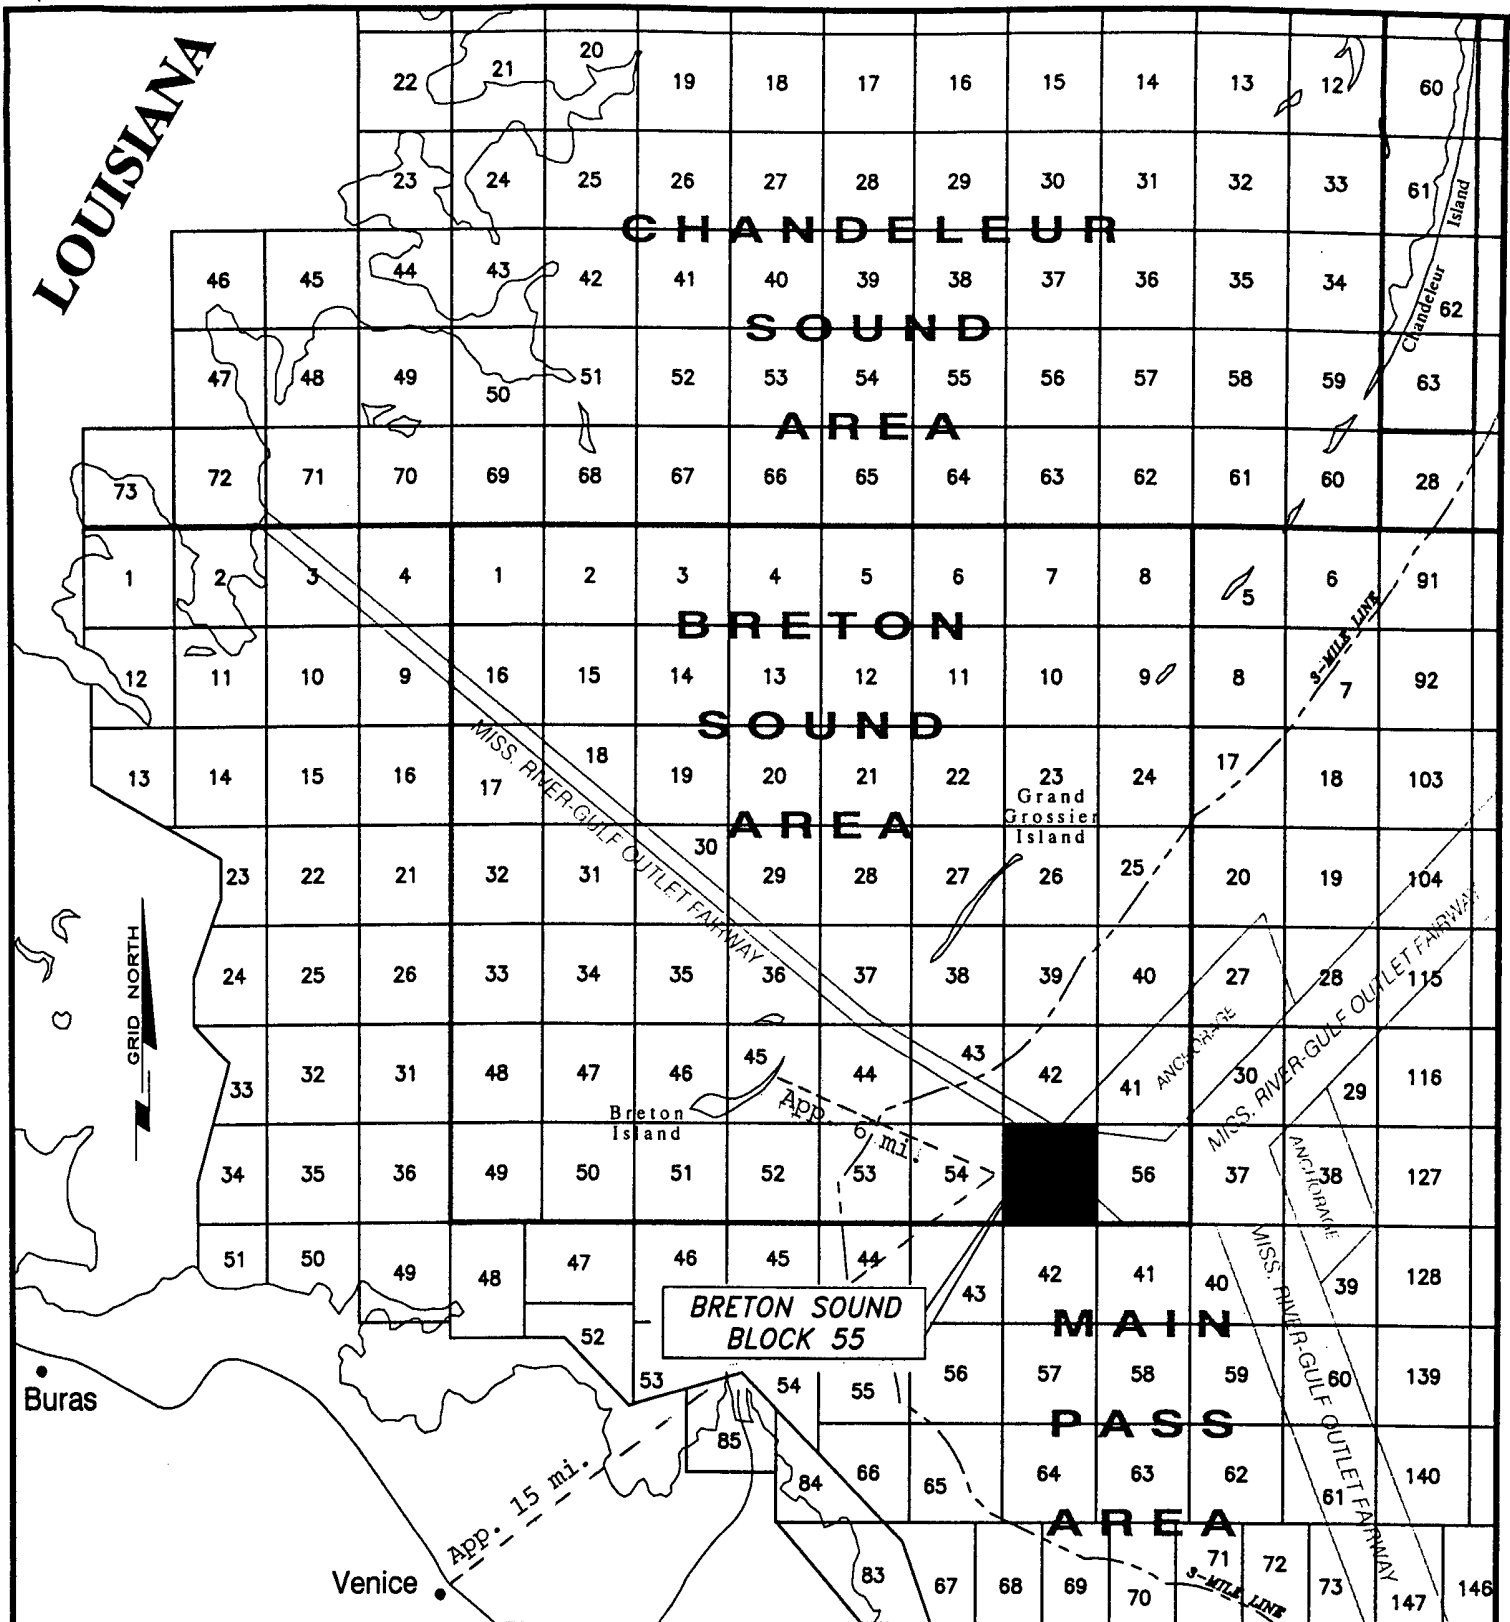 LOUISIANA
20
22 21 19 18 17 16 15 14 13 12 60
23 24 25 26 27 28 29 30 31 32 33 61
Island
CHANDELEUR
46 45 44 43 42 41 40 39 38 37 36 35 34
Chandeleur
62
SOUND
47 48 49 50 51 52 53 54 55 56 57 58 59 63
AREA
73 72 71 70 69 68 67 66 65 64 63 62 61 60 28
1 2 3 4 1 2 3 4 5 6 7 8 5 6 91
BRETON
3-MILE LINE
12 11 10 9 16 15 14 13 12 11 10 9 8 7 92
SOUND
MISS. RIVER-GULF OUTLET FAIRWAY
13 14 15 16 17 18 19 20 21 22 23 24 17 18 103
Grand
Grossier
Island
AREA
23 22 21 32 31 30 29 28 27 26 25 20 19 104
GRID NORTH
24 25 26 33 34 35 36 37 38 39 40 27 28 115
MISS. RIVER-GULF OUTLET FAIRWAY
ANCHORAGE
33 32 31 48 47 46 45 44 43 42 41 30 29 116
Breton
Island
App. 6 mi.
34 35 36 49 50 51 52 53 54 56 37 38 127
ANCHORAGE
51 50 49 48 47 46 45 44 43 42 41 40 39 128
MISS. RIVER-GULF OUTLET FAIRWAY
BRETON SOUND
BLOCK 55
MAIN
52 53 54 55 56 57 58 59 60 139
Buras
PASS
85 84 66 65 64 63 62 61 140
App. 15 mi.
AREA
Venice
83 67 68 69 70 71 72 73 147 146
3-MILE LINE